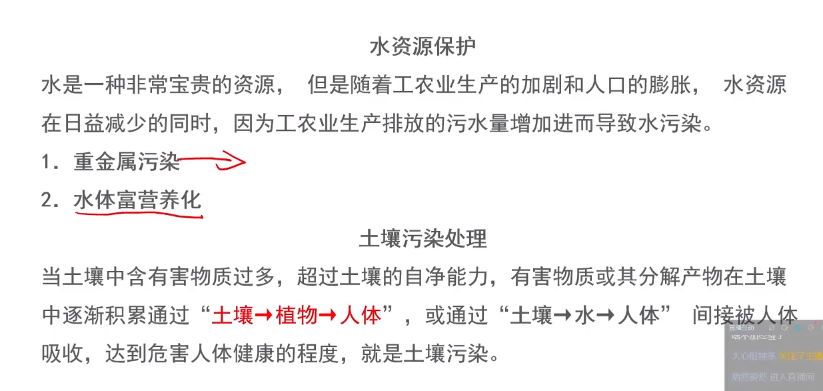 水资源保护
水是一种非常宝贵的资源， 但是随着工农业生产的加剧和人口的膨胀， 水资源
在日益减少的同时，因为工农业生产排放的污水量增加进而导致水污染。
1. 重金属污染
2. 水体富营养化
土壤污染处理
当土壤中含有害物质过多，超过土壤的自净能力，有害物质或其分解产物在土壤
中逐渐积累通过“土壤→植物→人体”，或通过“土壤→水→人体” 间接被人体
吸收，达到危害人体健康的程度，就是土壤污染。
进入直播间